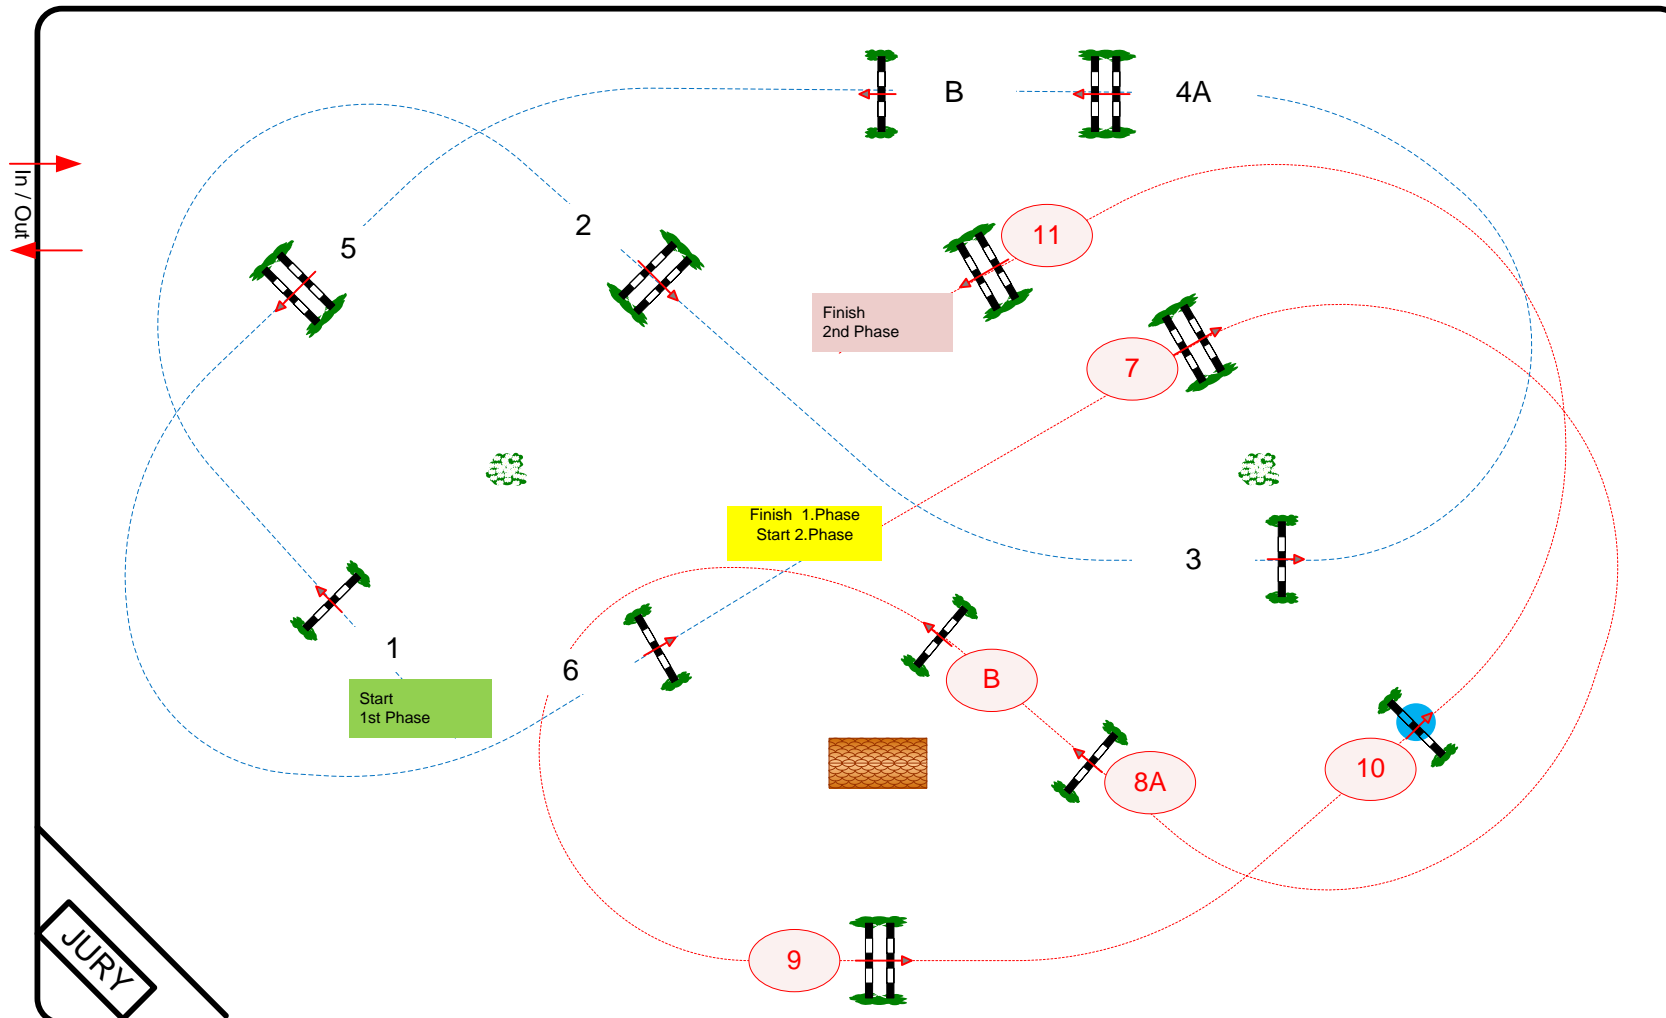 B
4A
In / Out
2
5
11
Finish
2nd Phase
7
Finish 1.Phase
Start 2.Phase
3
1
6
B
Start
1st Phase
10
8A
JURY
9